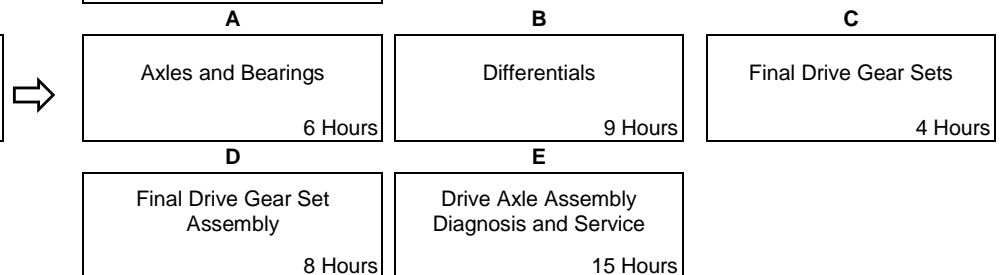 A
B
C
Axles and Bearings
6 Hours
Differentials
9 Hours
Final Drive Gear Sets
4 Hours
D
E
Final Drive Gear Set
Assembly
8 Hours
Drive Axle Assembly
Diagnosis and Service
15 Hours